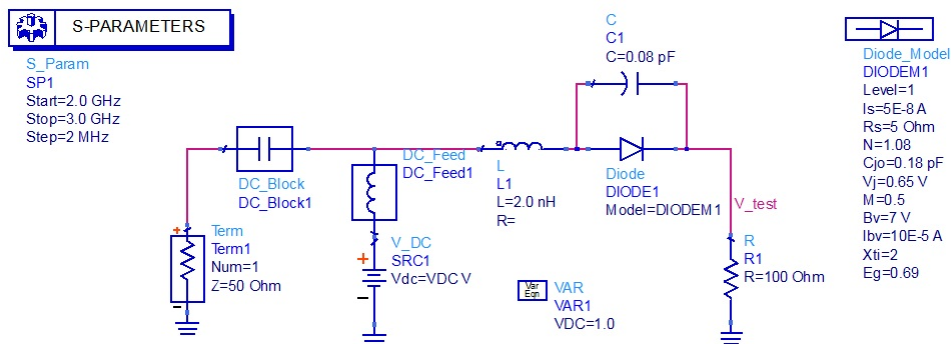 S-PARAMETERS
S_Param
SP1
Start=2.0 GHz
Stop=3.0 GHz
Step=2 MHz
DC_Block
DC_Block1
Term
Term1
Num=1
Z=50 Ohm
DC_Feed
DC_Feed1
V_DC
SRC1
Vdc=VDC V
L
L1
L=2.0 nH
R=
C
C1
C=0.08 pF
Diode
DIODE1
Model=DIODEM1
V_test
Var
Eqn
VAR
VAR1
VDC=1.0
R
R1
R=100 Ohm
Diode_Model
DIODEM1
Level=1
Is=5E-8 A
Rs=5 Ohm
N=1.08
Cjo=0.18 pF
Vj=0.65 V
M=0.5
Bv=7 V
Ibv=10E-5 A
Xti=2
Eg=0.69